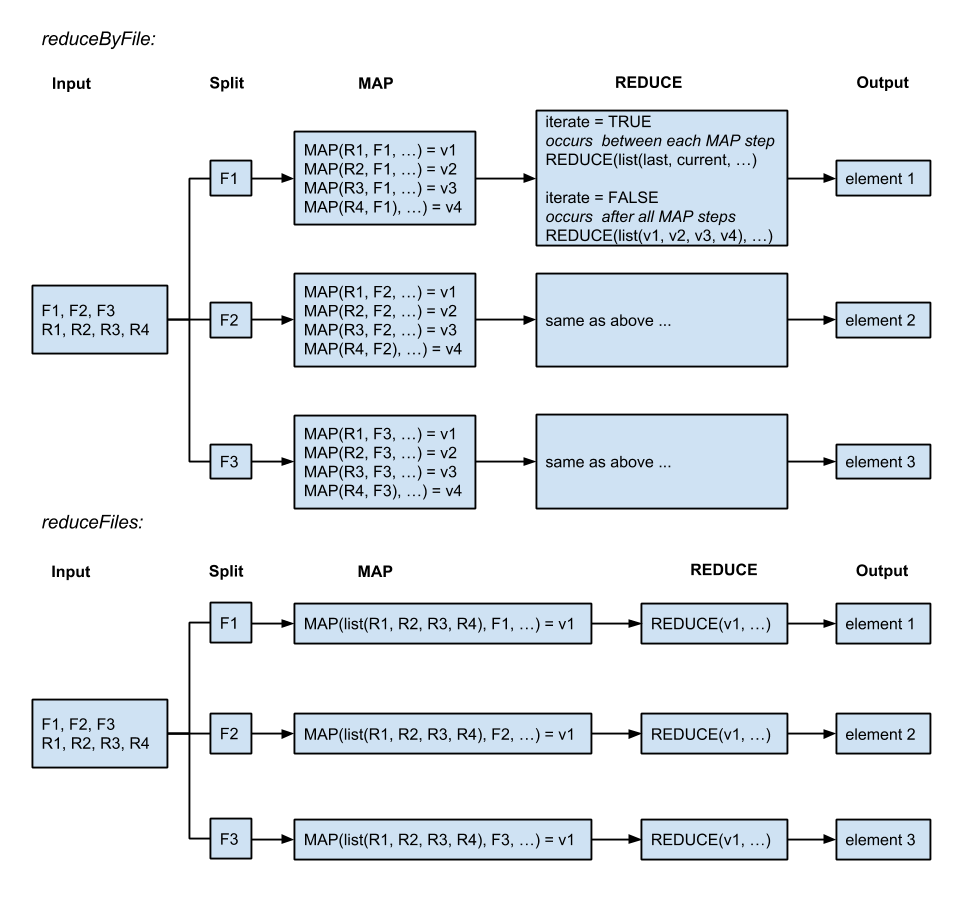 reduceByFile:
Input Split MAP REDUCE Output
F1, F2, F3
R1, R2, R3, R4
F1
MAP(R1, F1, …) = v1
MAP(R2, F1, …) = v2
MAP(R3, F1, …) = v3
MAP(R4, F1), …) = v4
iterate = TRUE
occurs between each MAP step
REDUCE(list(last, current, …)
iterate = FALSE
occurs after all MAP steps
REDUCE(list(v1, v2, v3, v4), …)
element 1
F2
MAP(R1, F2, …) = v1
MAP(R2, F2, …) = v2
MAP(R3, F2, …) = v3
MAP(R4, F2), …) = v4
same as above ...
element 2
F3
MAP(R1, F3, …) = v1
MAP(R2, F3, …) = v2
MAP(R3, F3, …) = v3
MAP(R4, F3), …) = v4
same as above ...
element 3
reduceFiles:
Input Split MAP REDUCE Output
F1, F2, F3
R1, R2, R3, R4
F1
MAP(list(R1, R2, R3, R4), F1, …) = v1
REDUCE(v1, …)
element 1
F2
MAP(list(R1, R2, R3, R4), F2, …) = v1
REDUCE(v1, …)
element 2
F3
MAP(list(R1, R2, R3, R4), F3, …) = v1
REDUCE(v1, …)
element 3